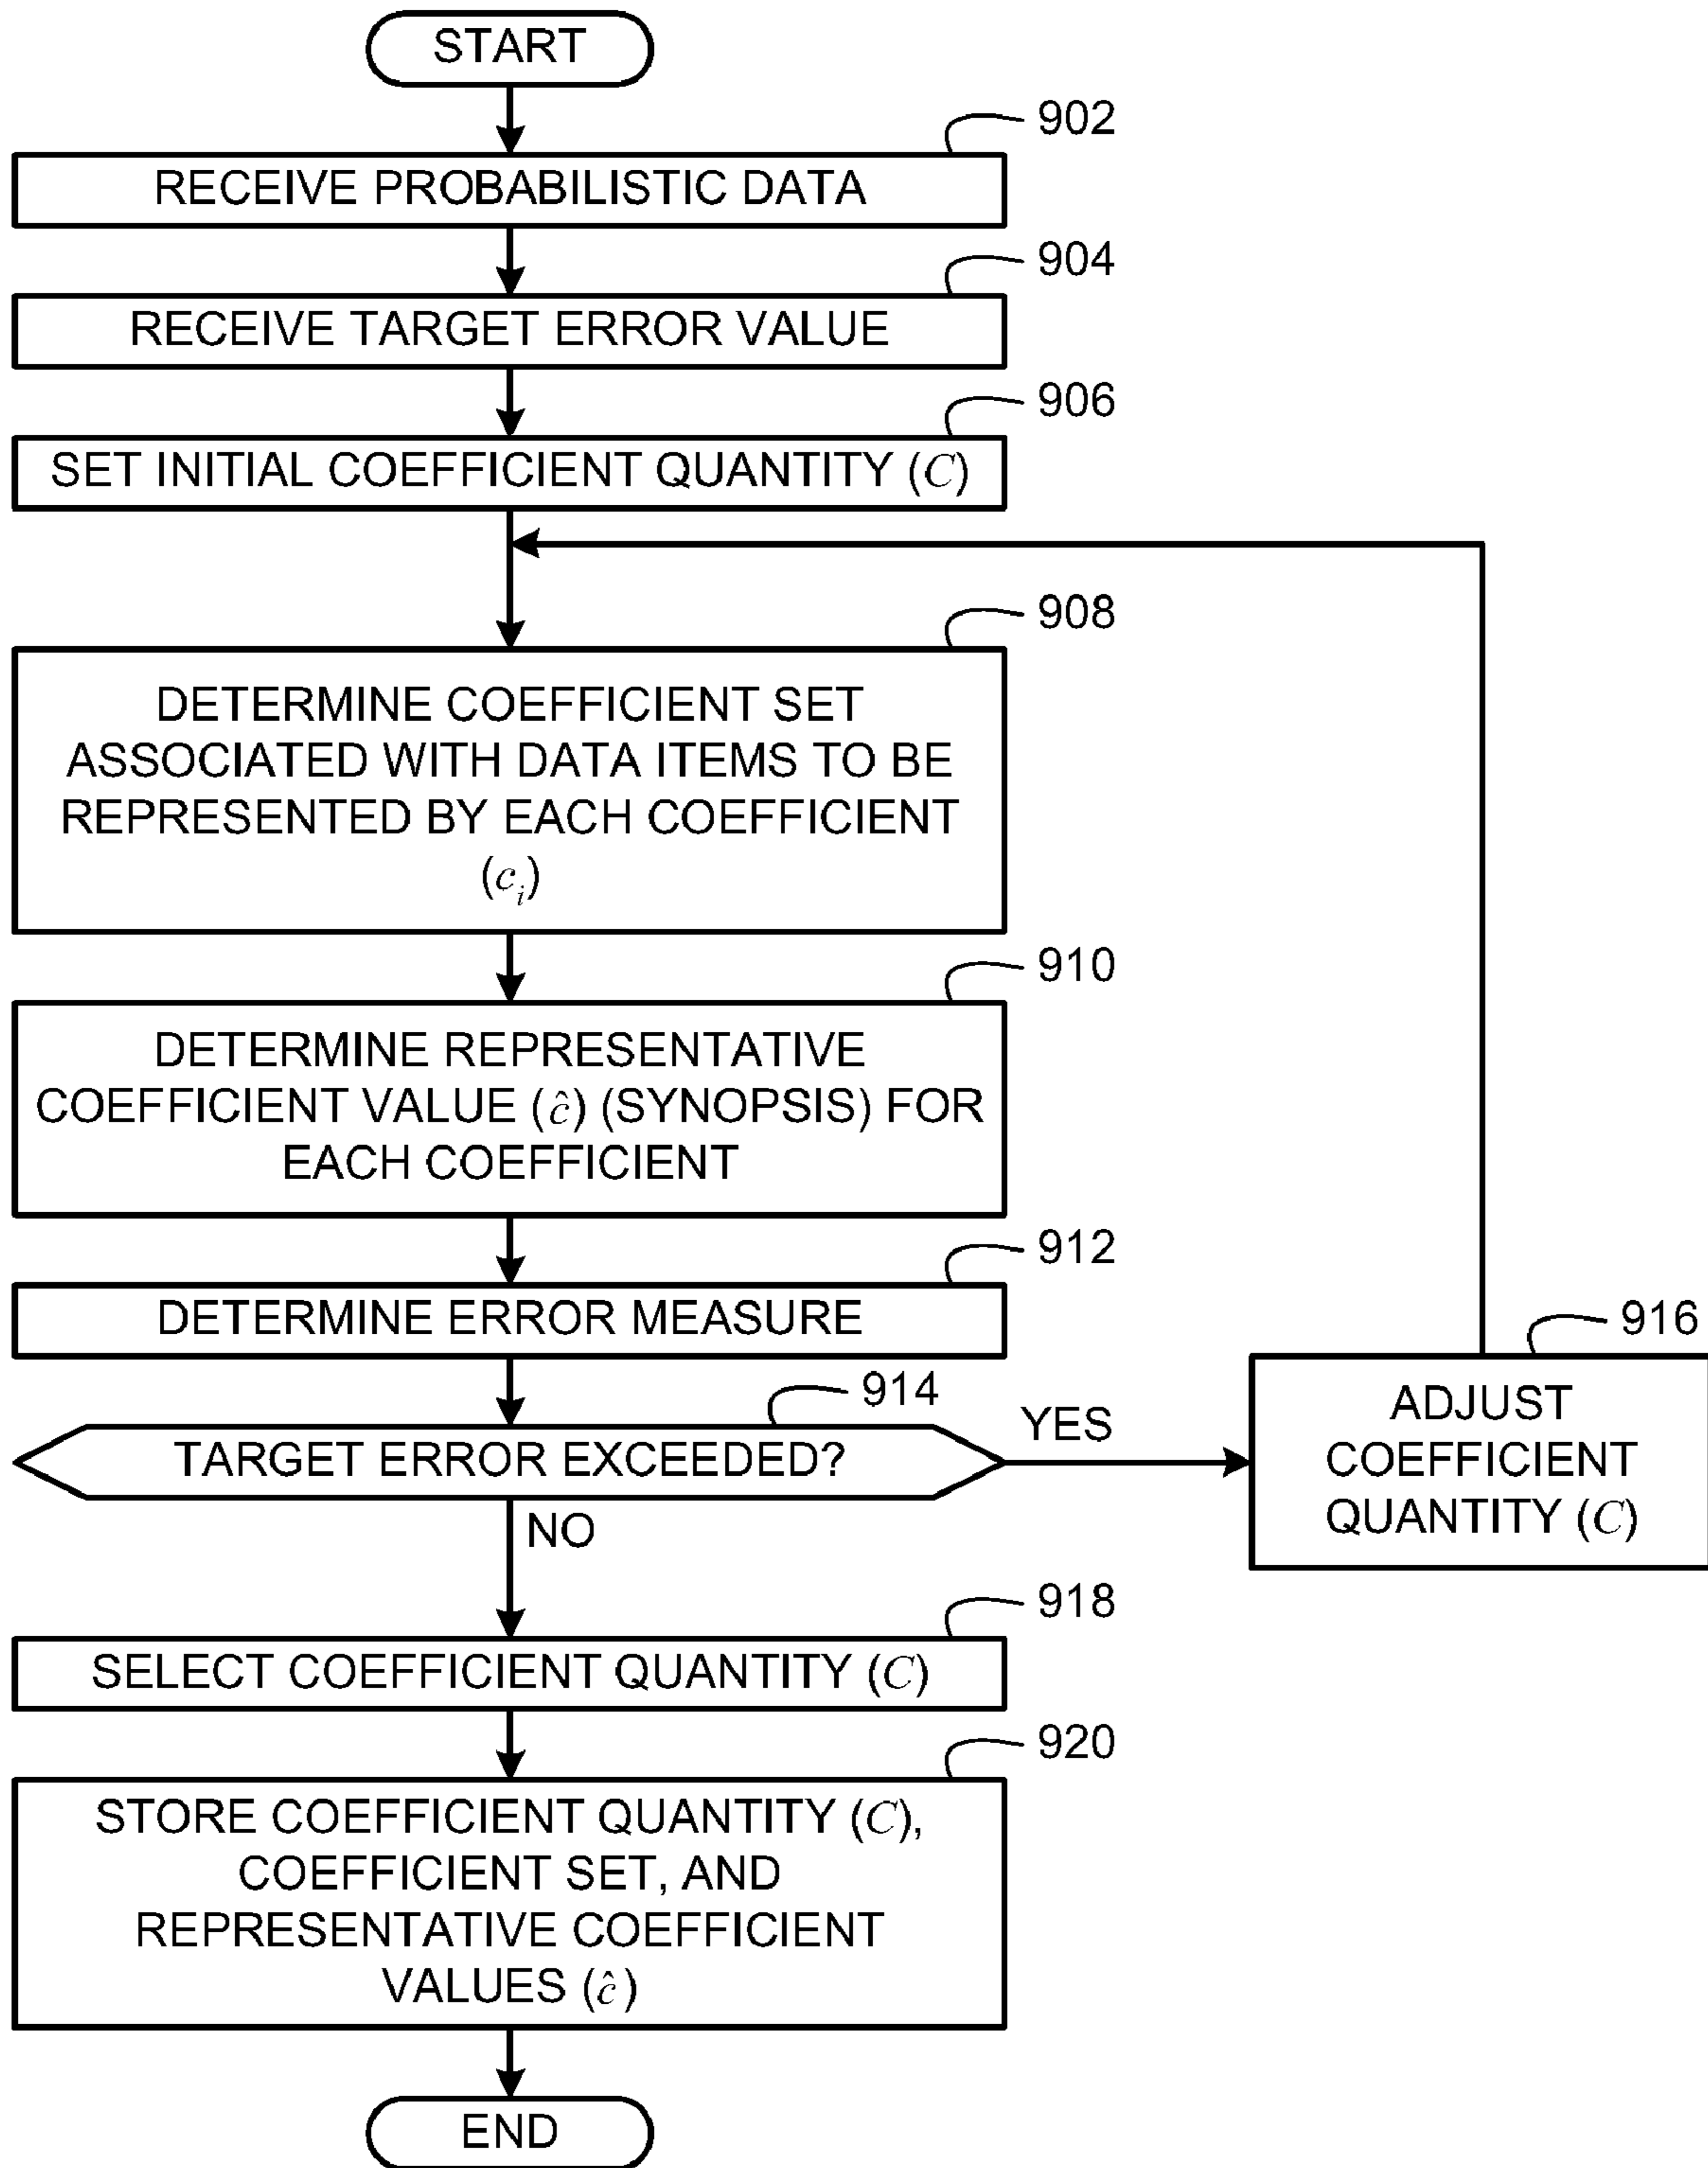 START
902
RECEIVE PROBABILISTIC DATA
904
RECEIVE TARGET ERROR VALUE
906
SET INITIAL COEFFICIENT QUANTITY (C)
908
DETERMINE COEFFICIENT SET
ASSOCIATED WITH DATA ITEMS TO BE
REPRESENTED BY EACH COEFFICIENT
(c_i)
910
DETERMINE REPRESENTATIVE
COEFFICIENT VALUE (ĉ) (SYNOPSIS) FOR
EACH COEFFICIENT
912
DETERMINE ERROR MEASURE
914
TARGET ERROR EXCEEDED?
YES
916
ADJUST
COEFFICIENT
QUANTITY (C)
NO
918
SELECT COEFFICIENT QUANTITY (C)
920
STORE COEFFICIENT QUANTITY (C),
COEFFICIENT SET, AND
REPRESENTATIVE COEFFICIENT
VALUES (ĉ)
END